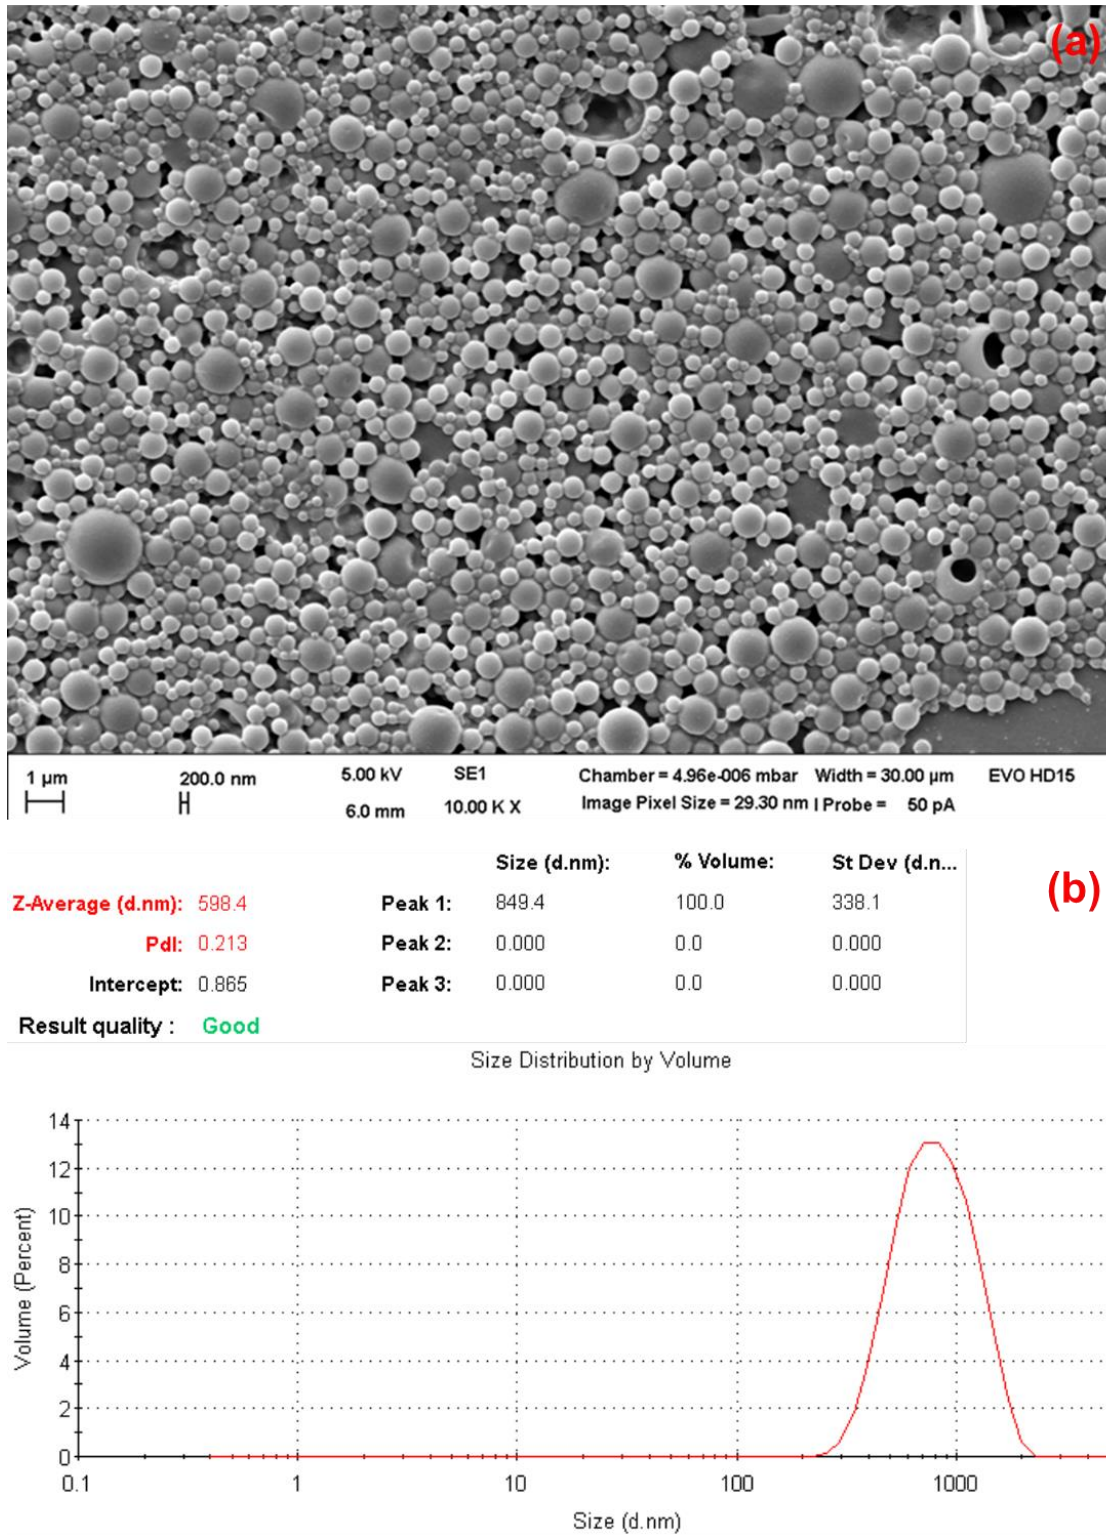 (a)
1 µm 200.0 nm 5.00 kV SE1 Chamber = 4.96e-006 mbar Width = 30.00 µm EVO HD15
6.0 mm 10.00 K X Image Pixel Size = 29.30 nm I Probe = 50 pA
(b)
Size (d.nm): % Volume: St Dev (d.n...
Z-Average (d.nm): 598.4 Peak 1: 849.4 100.0 338.1
PdI: 0.213 Peak 2: 0.000 0.0 0.000
Intercept: 0.865 Peak 3: 0.000 0.0 0.000
Result quality : Good
Size Distribution by Volume
Volume (Percent)
14
12
10
8
6
4
2
0
0.1 1 10 100 1000
Size (d.nm)